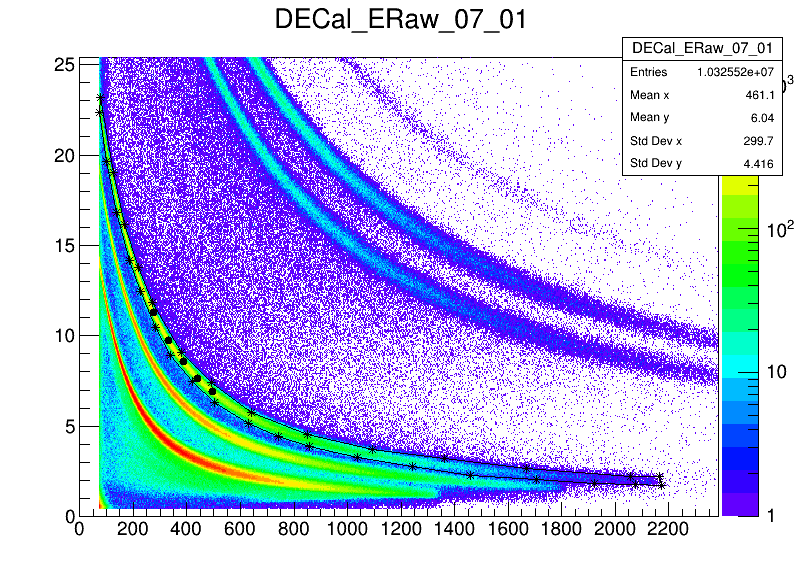 DECal_ERaw_07_01
DECal_ERaw_07_01
Entries 1.032552e+07
Mean x 461.1
Mean y 6.04
Std Dev x 299.7
Std Dev y 4.416
25
20
15
10
5
0
0 200 400 600 800 1000 1200 1400 1600 1800 2000 2200
3
10²
10
1